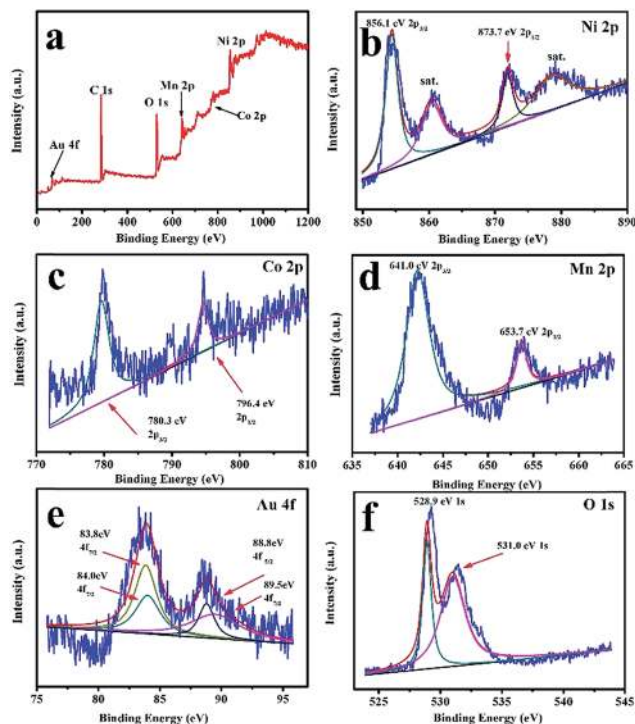 a
Au 4f
C 1s
O 1s
Mn 2p
Ni 2p
Co 2p
Intensity (a.u.)
0 200 400 600 800 1000 1200
Binding Energy (eV)
b
856.1 eV 2p3/2
873.7 eV 2p1/2
Ni 2p
sat.
sat.
Intensity (a.u.)
850 860 870 880 890
Binding Energy (eV)
c
Co 2p
780.3 eV
2p3/2
796.4 eV
2p1/2
Intensity (a.u.)
770 780 790 800 810
Binding Energy (eV)
d
641.0 eV 2p3/2
Mn 2p
653.7 eV 2p1/2
Intensity (a.u.)
635 640 645 650 655 660 665
Binding Energy (eV)
e
Au 4f
83.8eV
4f7/2
84.0eV
4f7/2
88.8eV
4f5/2
89.5eV
4f5/2
Intensity (a.u.)
75 80 85 90 95
Binding Energy (eV)
f
528.9 eV 1s
O 1s
531.0 eV 1s
Intensity (a.u.)
525 530 535 540 545
Binding Energy (eV)